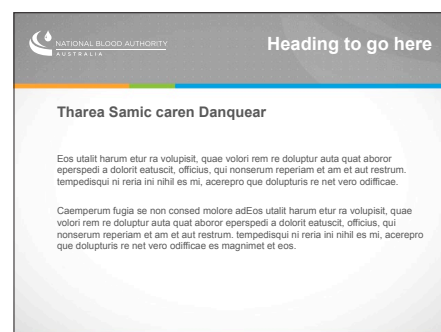 NATIONAL BLOOD AUTHORITY
AUSTRALIA
Heading to go here
Tharea Samic caren Danquear
Eos utalit harum etur ra volupisit, quae volori rem re doluptur auta quat aboror
eperspedi a dolorit eatuscit, officius, qui nonserum reperiam et am et aut restrum.
tempedisqui ni reria ini nihil es mi, acerepro que dolupturis re net vero odifficae.
Caemperum fugia se non consed molore adEos utalit harum etur ra volupisit, quae
volori rem re doluptur auta quat aboror eperspedi a dolorit eatuscit, officius, qui
nonserum reperiam et am et aut restrum. tempedisqui ni reria ini nihil es mi, acerepro
que dolupturis re net vero odifficae es magnimet et eos.